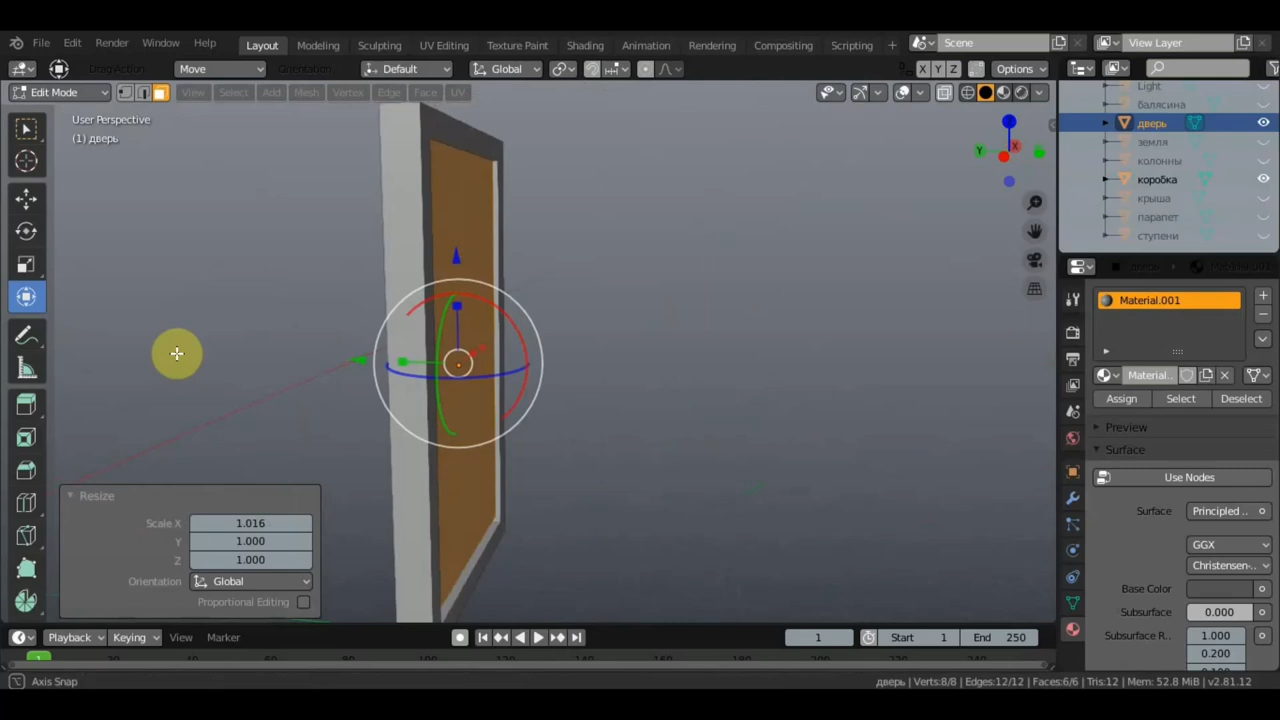 File Edit Render Window Help Layout Modeling Sculpting UV Editing Texture Paint Shading Animation Rendering Compositing Scripting + Scene View Layer
Drag Action Move Orientation Default Global X Y Z Options
Edit Mode View Select Add Mesh Vertex Edge Face UV
Light
балясина
дверь
земля
колонны
коробка
крыша
парапет
ступени
User Perspective
(1) дверь
Z
Y
X
Material.001
Material..
Assign Select Deselect
Preview
Surface
Use Nodes
Surface Principled ..
GGX
Christensen-..
Base Color
Subsurface 0.000
Subsurface R.. 1.000
0.200
Resize
Scale X 1.016
Y 1.000
Z 1.000
Orientation Global
Proportional Editing
Playback Keying View Marker 1 Start 1 End 250
1
Axis Snap дверь | Verts:8/8 | Edges:12/12 | Faces:6/6 | Tris:12 | Mem: 52.8 MiB | v2.81.12